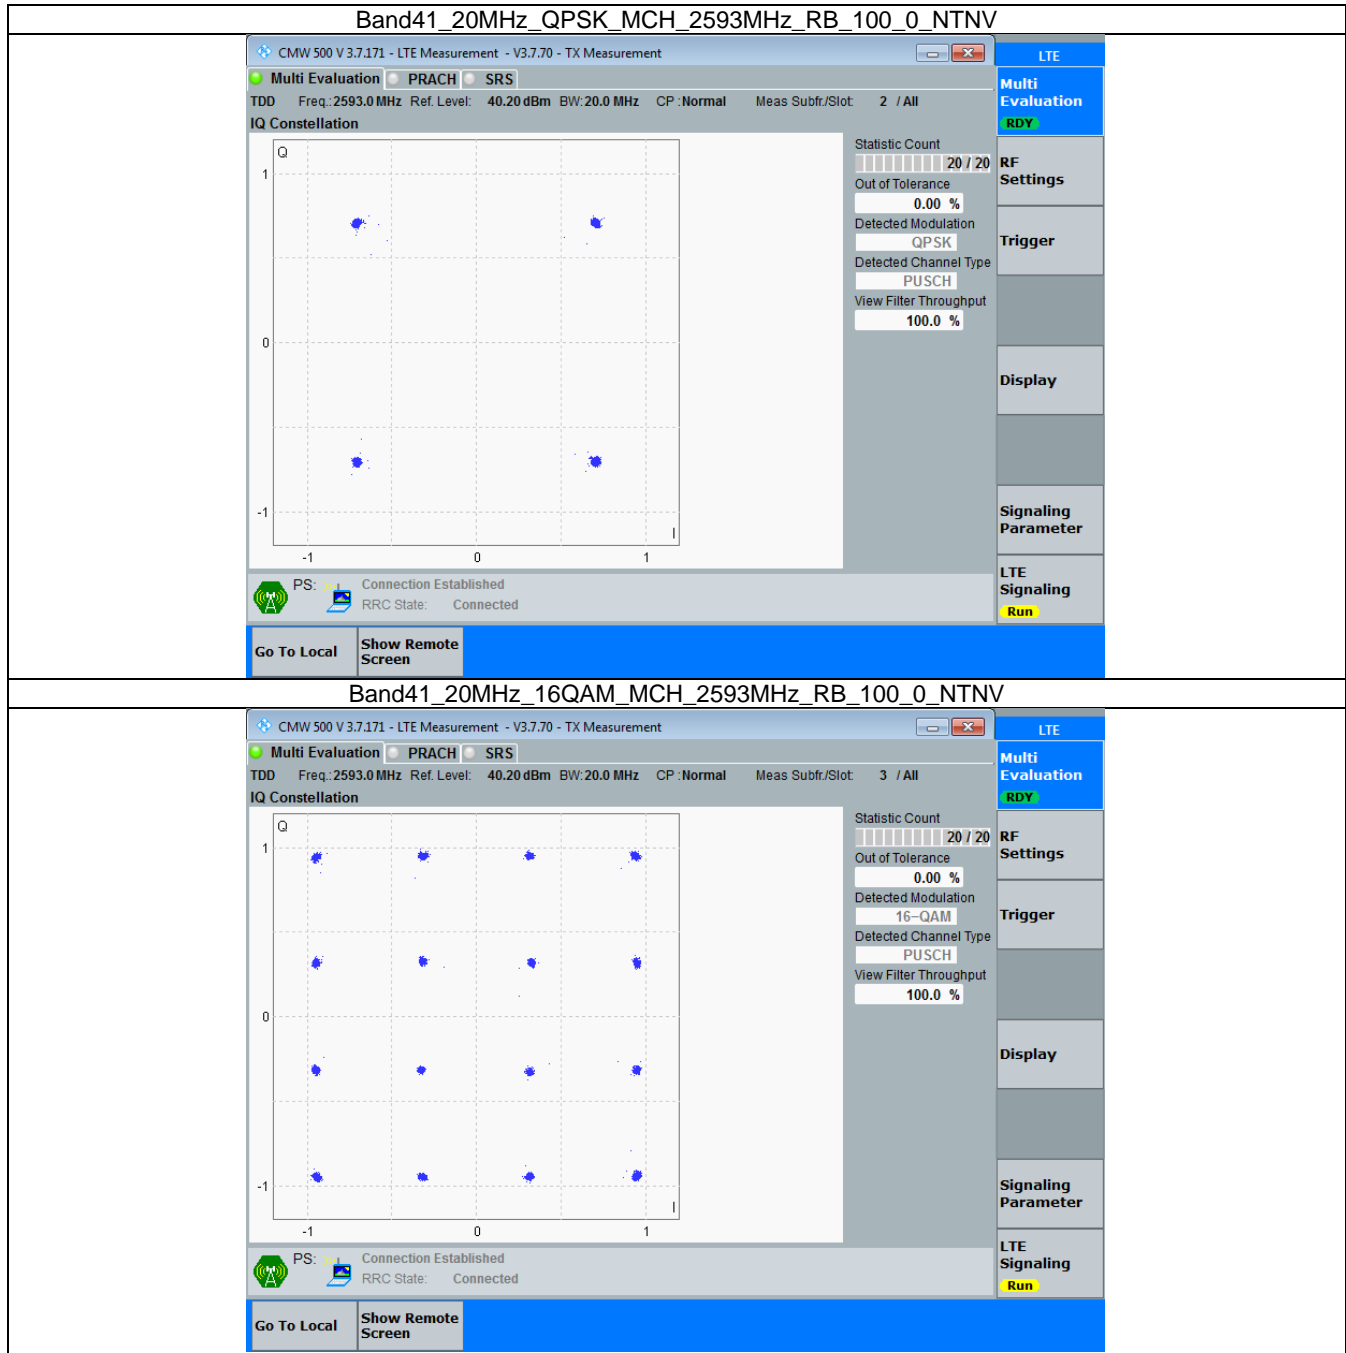 Band41_20MHz_QPSK_MCH_2593MHz_RB_100_0_NTNV
CMW 500 V 3.7.171 - LTE Measurement - V3.7.70 - TX Measurement
LTE
Multi Evaluation PRACH SRS
TDD Freq.: 2593.0 MHz Ref. Level: 40.20 dBm BW: 20.0 MHz CP : Normal Meas Subfr./Slot: 2 / All
IQ Constellation
Multi
Evaluation
RDY
Q
1
0
-1
I
-1 0 1
Statistic Count
20 / 20
Out of Tolerance
0.00 %
Detected Modulation
QPSK
Detected Channel Type
PUSCH
View Filter Throughput
100.0 %
RF
Settings
Trigger
Display
Signaling
Parameter
LTE
Signaling
Run
PS: Connection Established
RRC State: Connected
Go To Local
Show Remote
Screen
Band41_20MHz_16QAM_MCH_2593MHz_RB_100_0_NTNV
CMW 500 V 3.7.171 - LTE Measurement - V3.7.70 - TX Measurement
LTE
Multi Evaluation PRACH SRS
TDD Freq.: 2593.0 MHz Ref. Level: 40.20 dBm BW: 20.0 MHz CP : Normal Meas Subfr./Slot: 3 / All
IQ Constellation
Multi
Evaluation
RDY
Q
1
0
-1
I
-1 0 1
Statistic Count
20 / 20
Out of Tolerance
0.00 %
Detected Modulation
16-QAM
Detected Channel Type
PUSCH
View Filter Throughput
100.0 %
RF
Settings
Trigger
Display
Signaling
Parameter
LTE
Signaling
Run
PS: Connection Established
RRC State: Connected
Go To Local
Show Remote
Screen